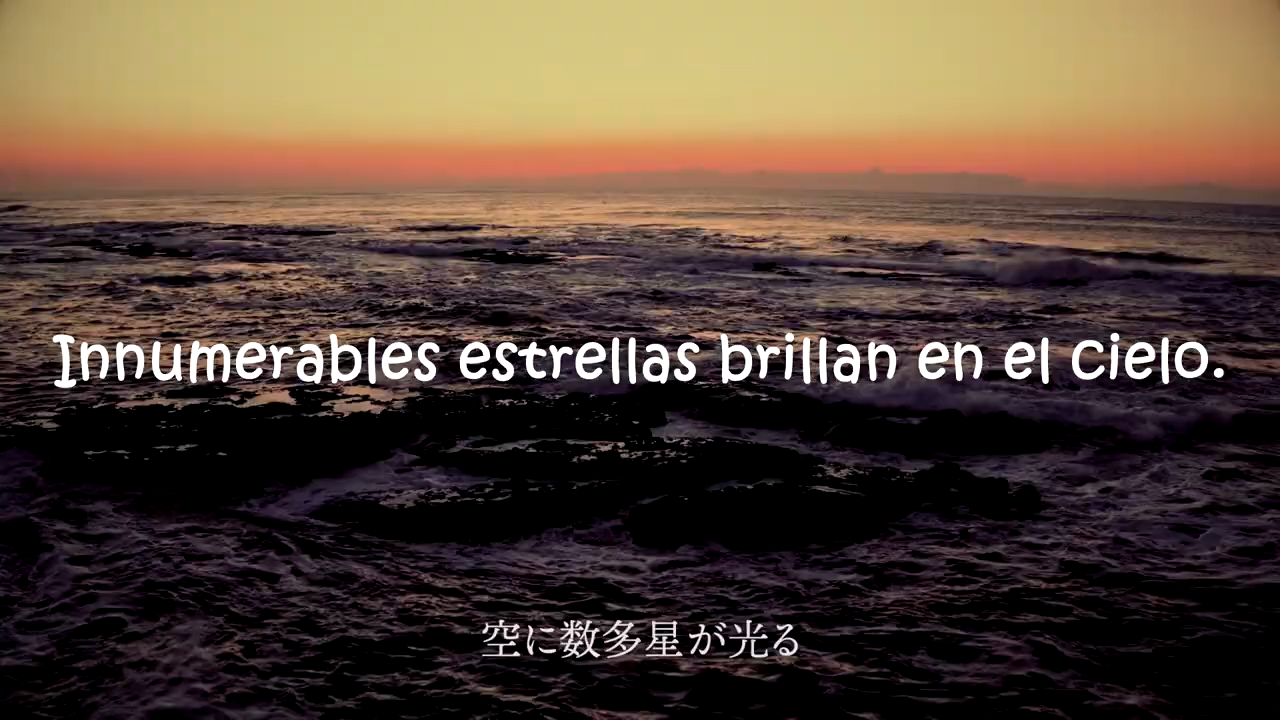 Innumerables estrellas brillan en el cielo.
空に数多星が光る